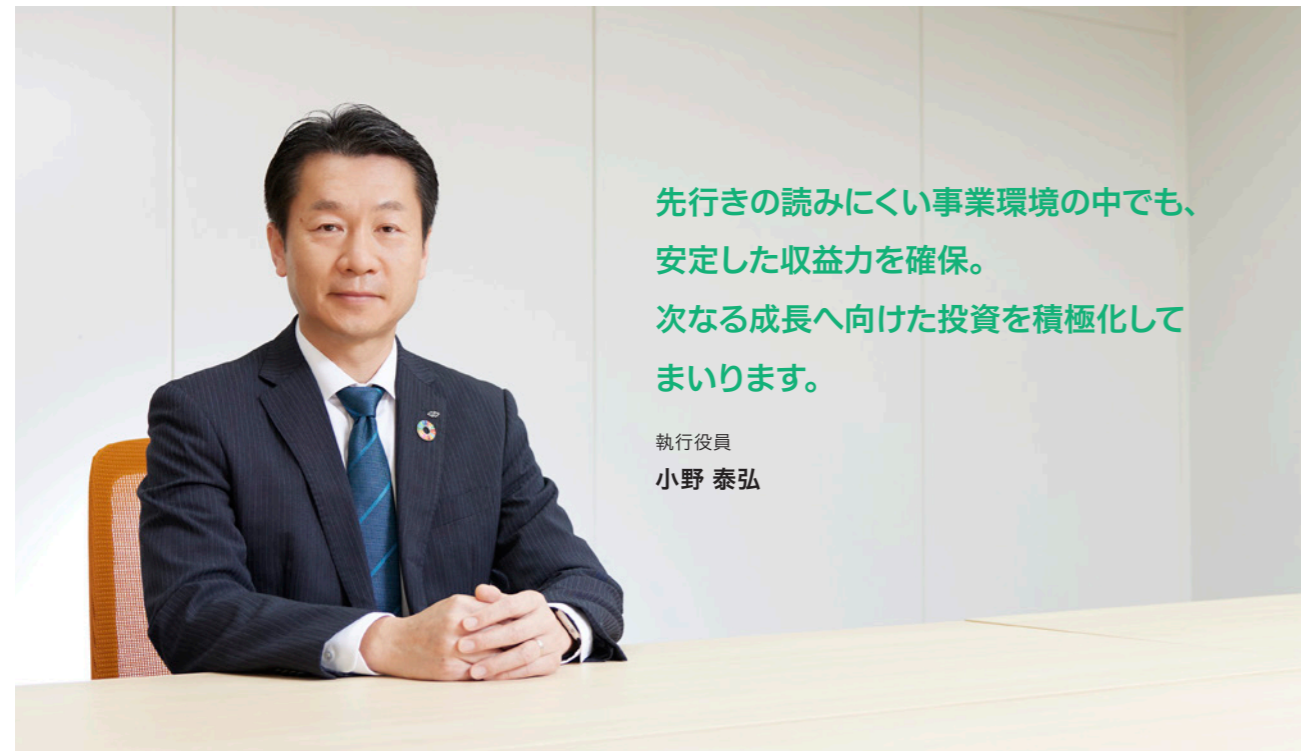 先行きの読みにくい事業環境の中でも、
安定した収益力を確保。
次なる成長へ向けた投資を積極化して
まいります。
執行役員
小野 泰弘